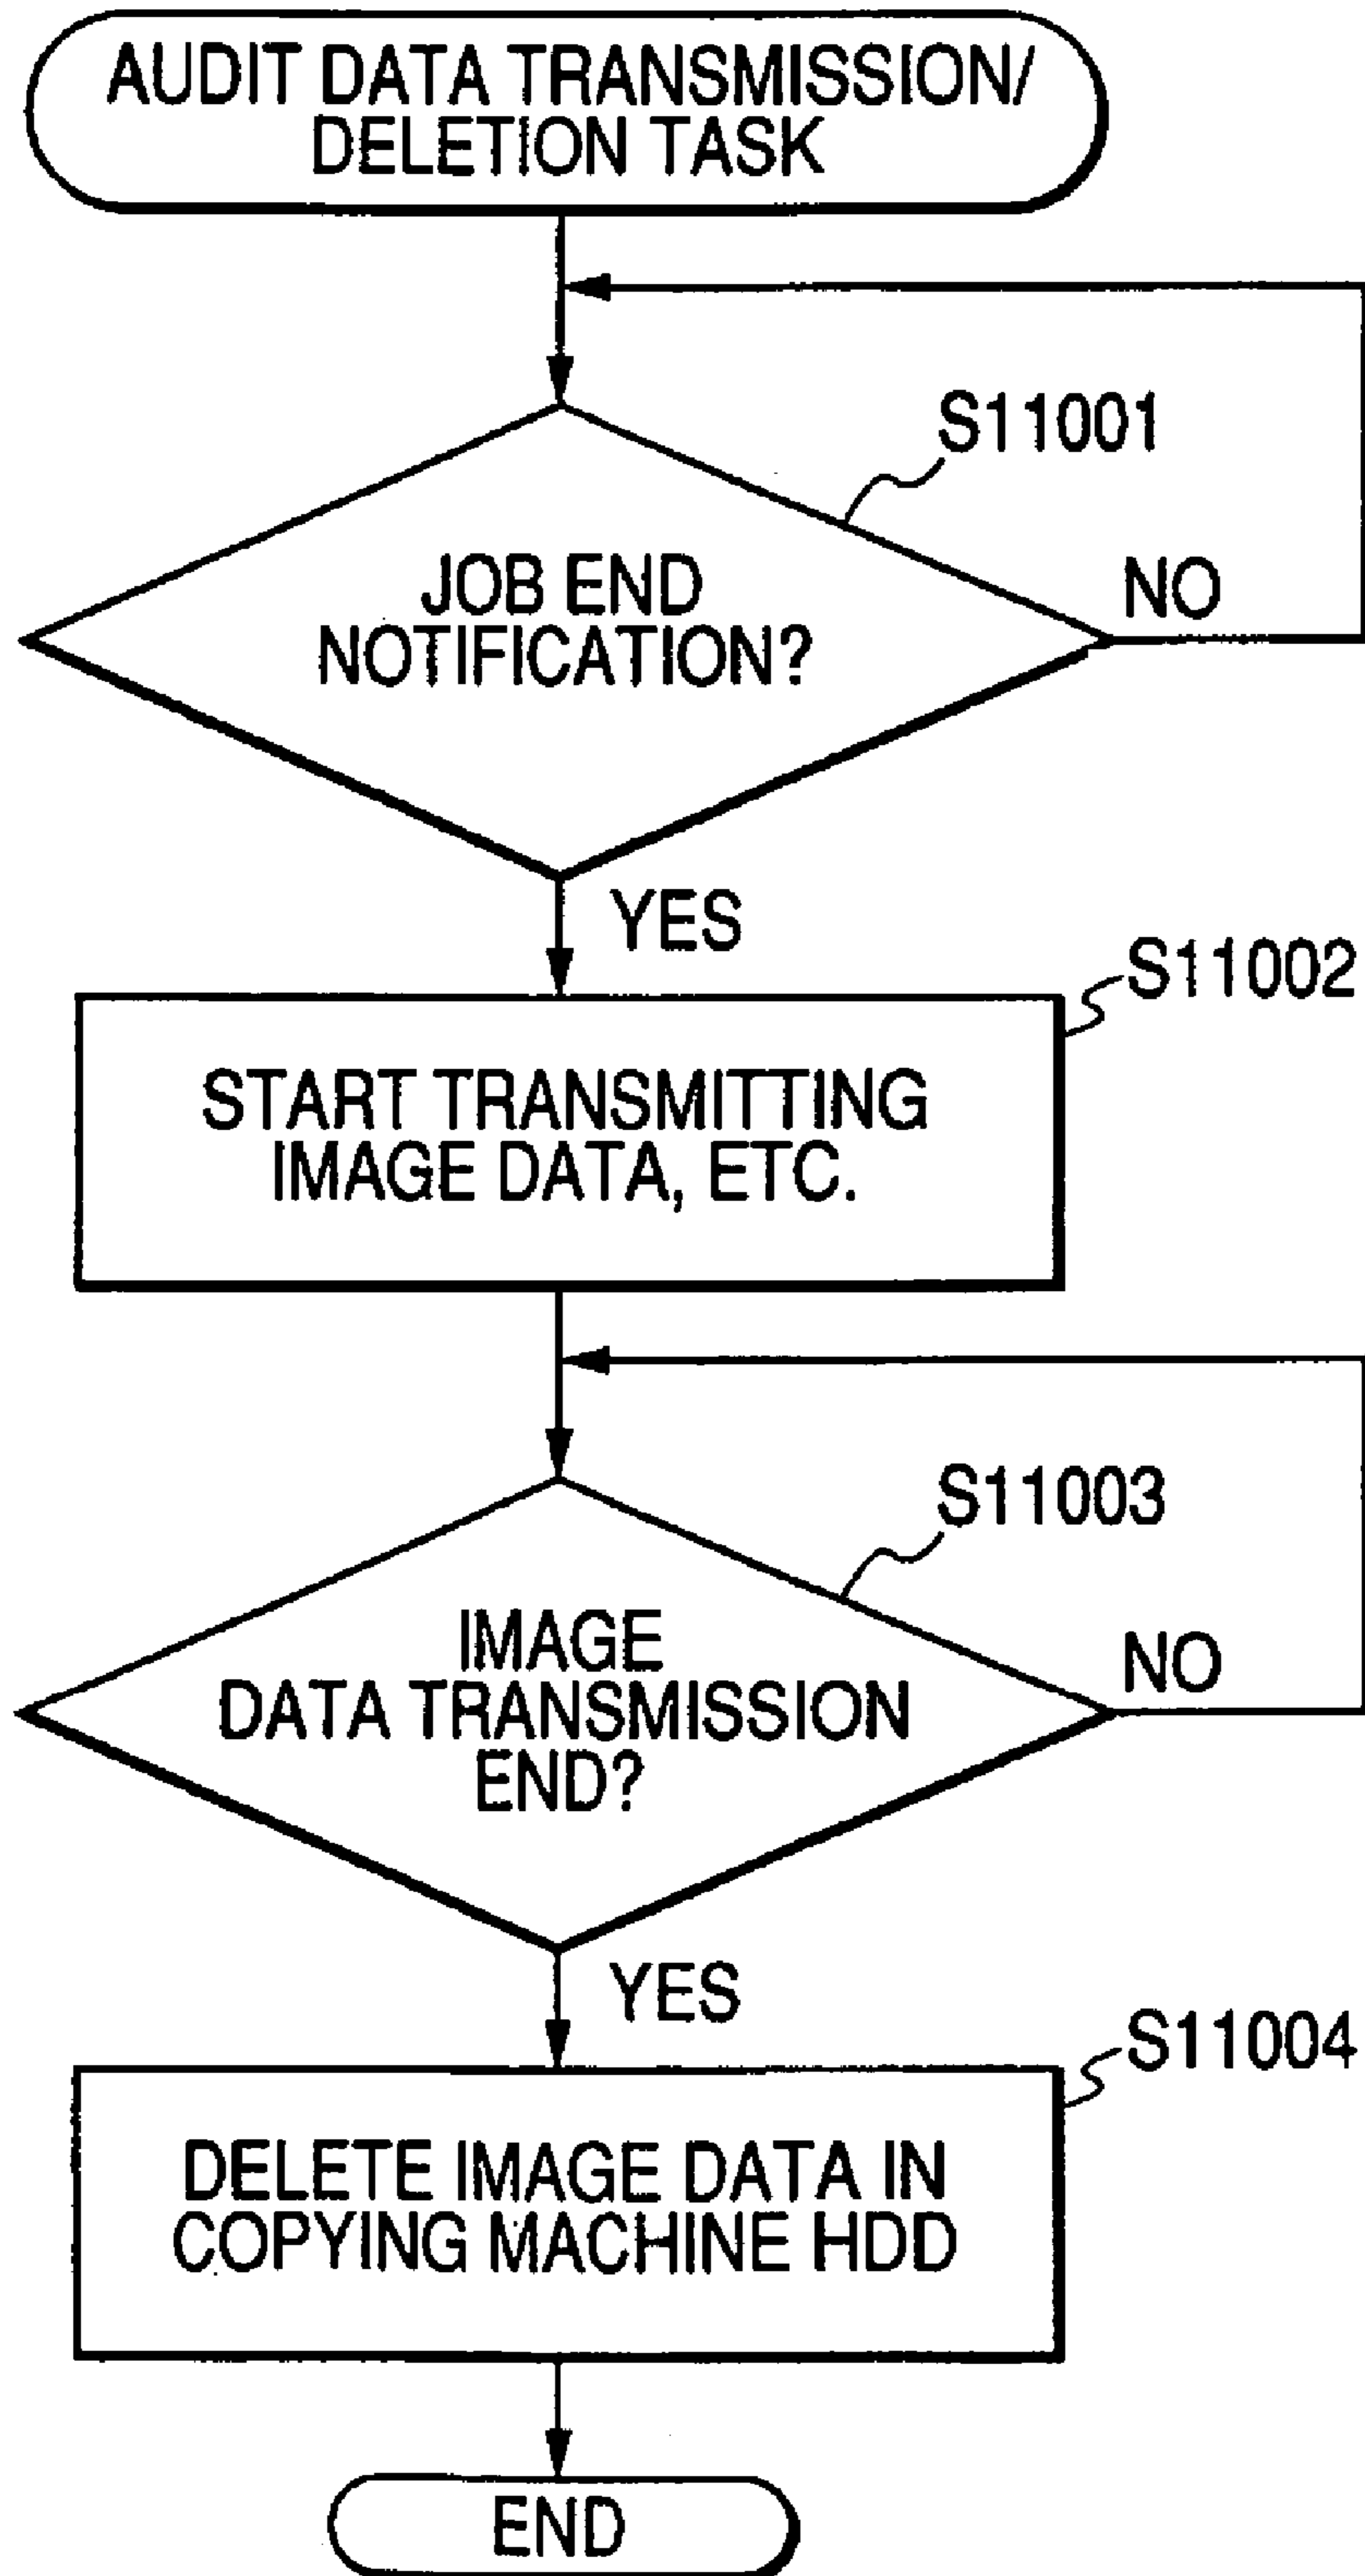 AUDIT DATA TRANSMISSION/
DELETION TASK
S11001
JOB END
NOTIFICATION?
NO
YES
S11002
START TRANSMITTING
IMAGE DATA, ETC.
S11003
IMAGE
DATA TRANSMISSION
END?
NO
YES
S11004
DELETE IMAGE DATA IN
COPYING MACHINE HDD
END